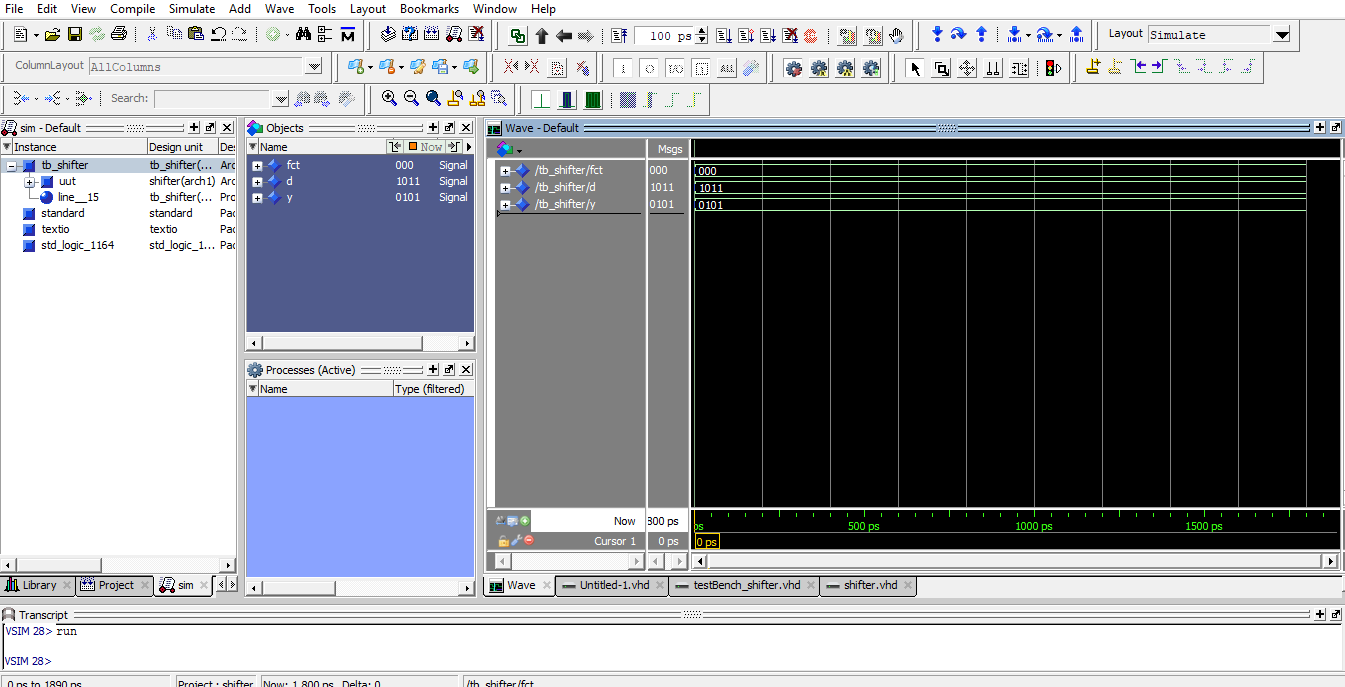 File Edit View Compile Simulate Add Wave Tools Layout Bookmarks Window Help
100 ps Layout Simulate
ColumnLayout AllColumns
Search:
sim - Default
Instance Design unit
tb_shifter tb_shifter(...
uut shifter(arch1)
line__15 tb_shifter(...
standard standard
textio textio
std_logic_1164 std_logic_1...
Library Project sim
Objects
Name Now
fct 000 Signal
d 1011 Signal
y 0101 Signal
Processes (Active)
Name Type (filtered)
Wave - Default
Msgs
/tb_shifter/fct 000 000
/tb_shifter/d 1011 1011
/tb_shifter/y 0101 0101
Now 800 ps ps 500 ps 1000 ps 1500 ps
Cursor 1 0 ps 0 ps
Wave Untitled-1.vhd testBench_shifter.vhd shifter.vhd
Transcript
VSIM 28> run
VSIM 28>
0 ps to 1890 ps Project : shifter Now: 1,800 ps Delta: 0 /tb_shifter/fct